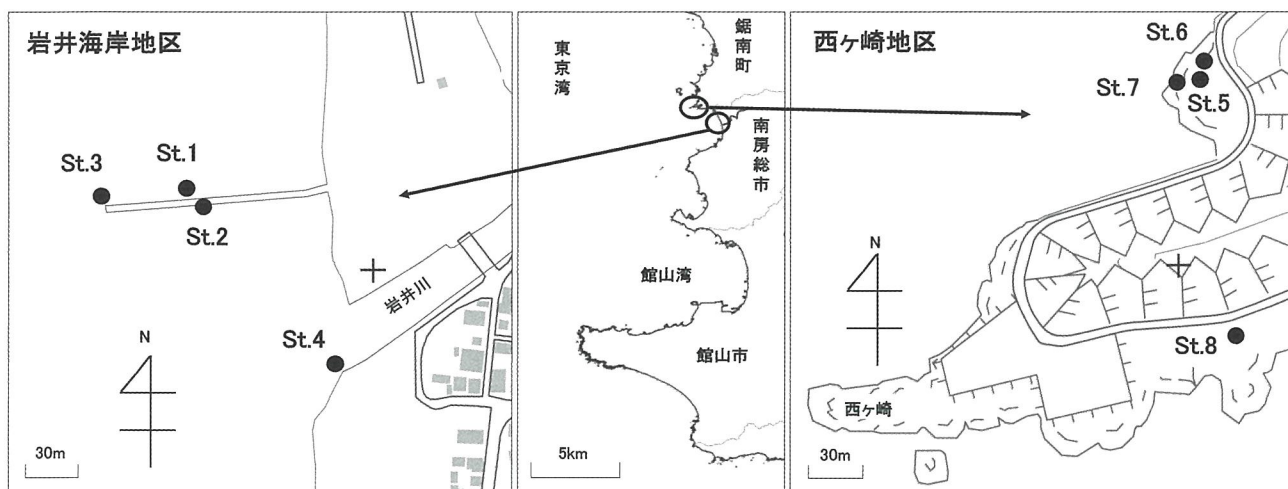 岩井海岸地区
St.3
St.1
St.2
岩井川
St.4
N
30m
東京湾
鋸南町
南房総市
館山湾
館山市
5km
西ヶ崎地区
St.6
St.7
St.5
N
St.8
西ヶ崎
30m